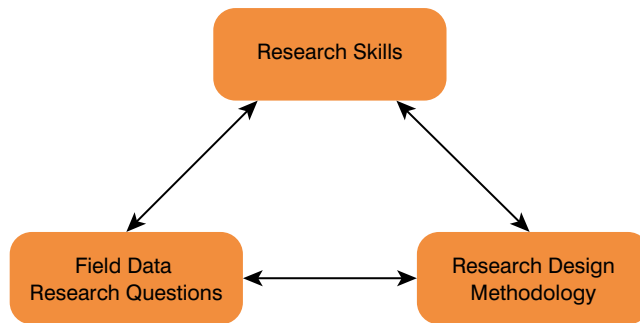 Research Skills
Field Data
Research Questions
Research Design
Methodology